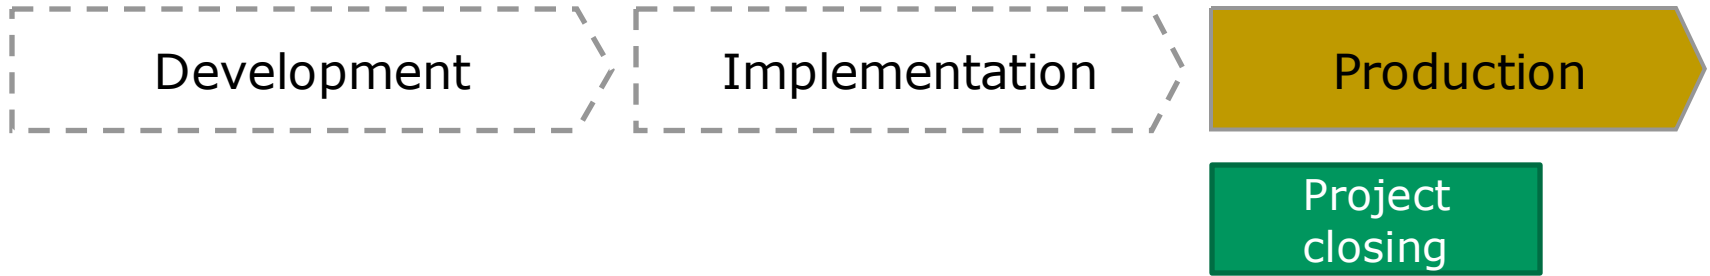 Development
Implementation
Production
Project
closing